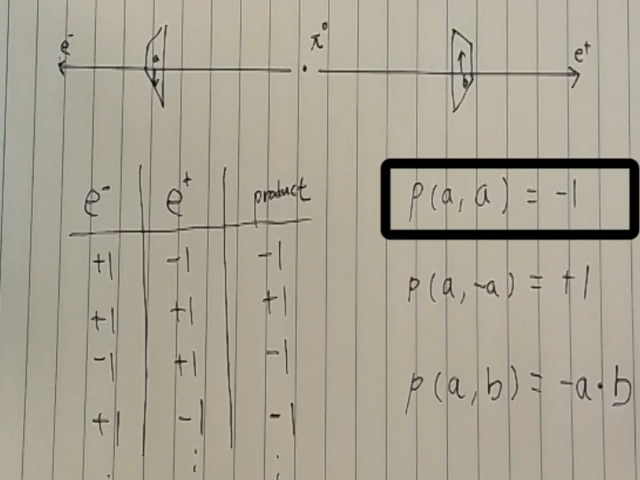 e⁻ π⁰ e⁺
a b
e⁻ e⁺ product
P(a, a) = -1
+1 -1 -1
+1 +1 +1
P(a, -a) = +1
-1 +1 -1
P(a, b) = -a·b
+1 -1 -1
⋮ ⋮ ⋮